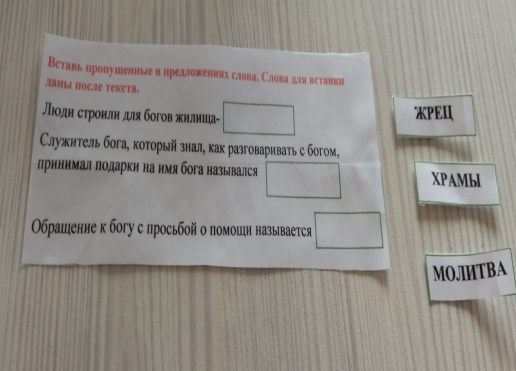 Вставь пропущенные в предложениях слова. Слова для вставки
даны после текста.
Люди строили для богов жилища-
Служитель бога, который знал, как разговаривать с богом,
принимал подарки на имя бога назывался
Обращение к богу с просьбой о помощи называется
ЖРЕЦ
ХРАМЫ
МОЛИТВА